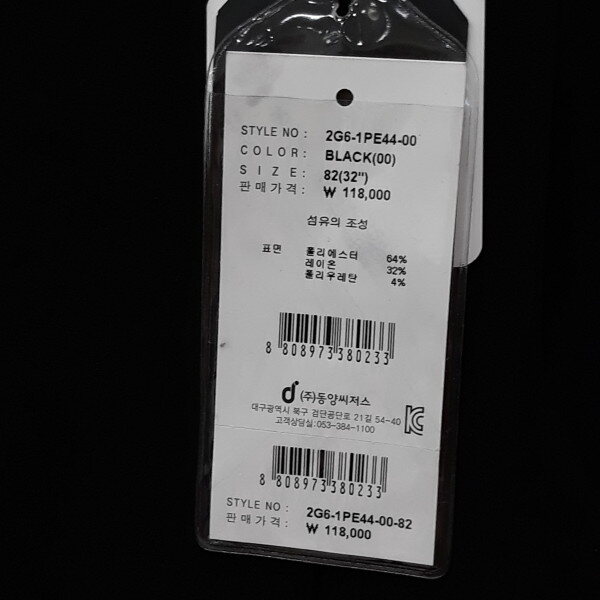 STYLE NO : 2G6-1PE44-00
COLOR : BLACK(00)
SIZE : 82(32")
판매가격 : ₩ 118,000
섬유의 조성
표면 폴리에스터 64%
레이온 32%
폴리우레탄 4%
8 808973 380233
(주)동양씨저스
대구광역시 북구 검단공단로 21길 54-40
고객상담실:053-384-1100
8 808973 380233
STYLE NO : 2G6-1PE44-00-82
판매가격 : ₩ 118,000